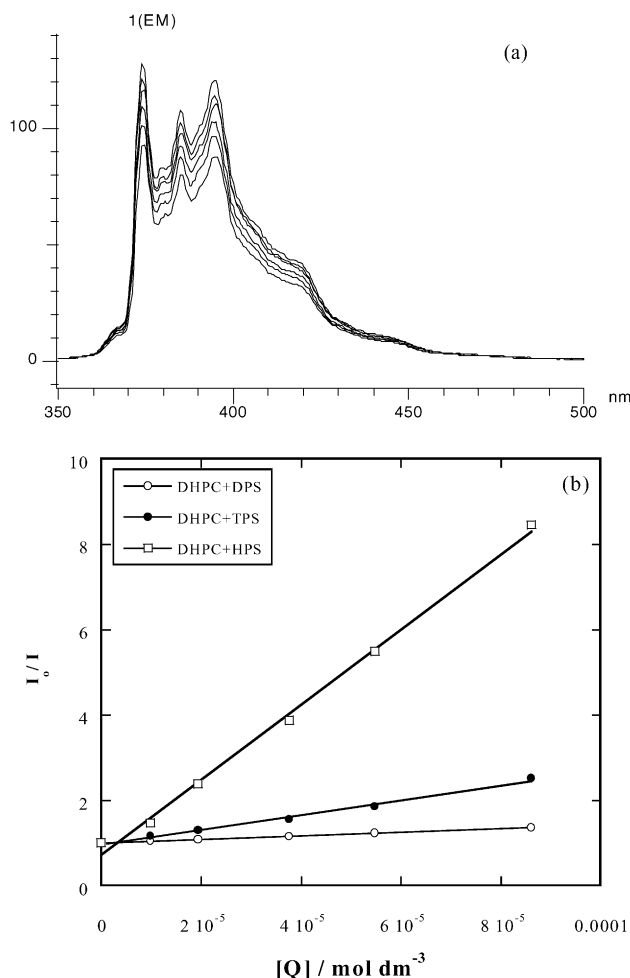 1(EM)
(a)
100
0
350 400 450 500 nm
10
8
6
4
2
0
(b)
DHPC+DPS
DHPC+TPS
DHPC+HPS
I₀ / I
0 2 10⁻⁵ 4 10⁻⁵ 6 10⁻⁵ 8 10⁻⁵ 0.0001
[Q] / mol dm⁻³